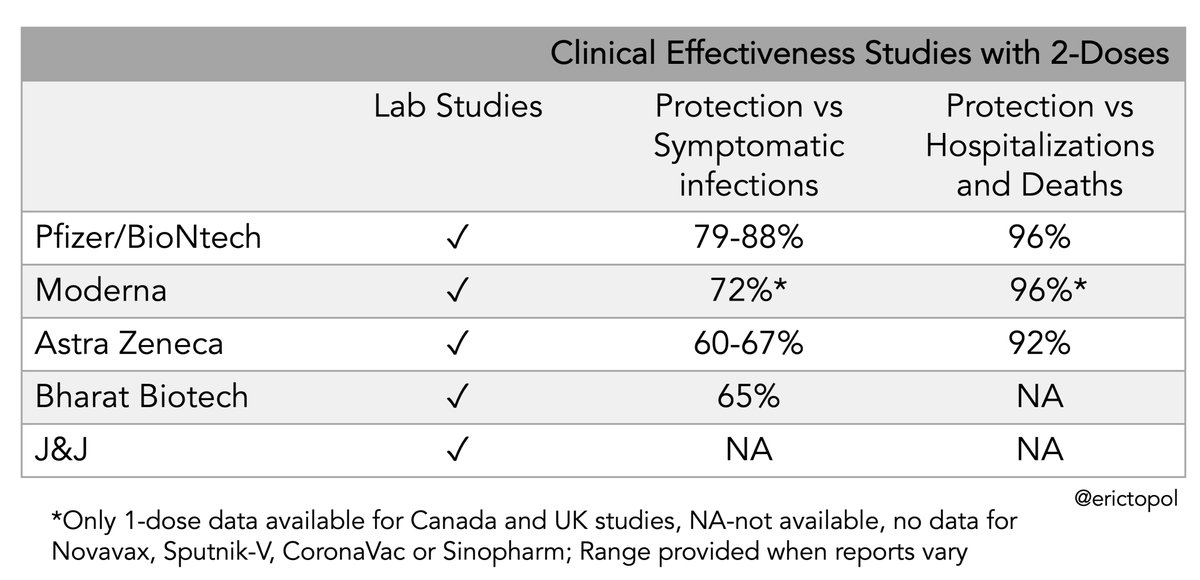 Clinical Effectiveness Studies with 2-Doses
Lab Studies Protection vs Symptomatic infections Protection vs Hospitalizations and Deaths
Pfizer/BioNtech ✓ 79-88% 96%
Moderna ✓ 72%* 96%*
Astra Zeneca ✓ 60-67% 92%
Bharat Biotech ✓ 65% NA
J&J ✓ NA NA
@erictopol
*Only 1-dose data available for Canada and UK studies, NA-not available, no data for
Novavax, Sputnik-V, CoronaVac or Sinopharm; Range provided when reports vary